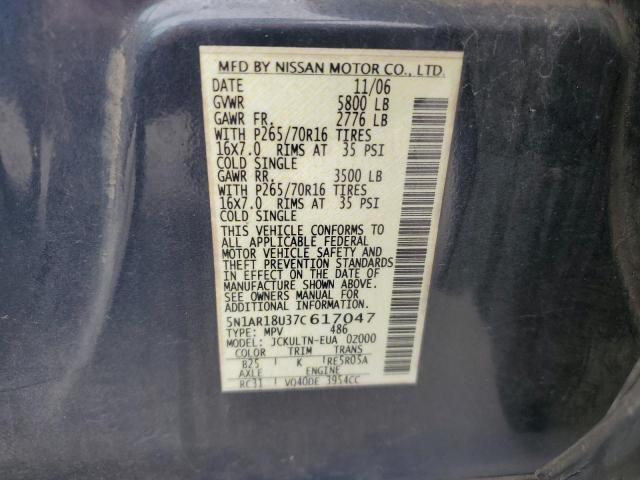 MFD BY NISSAN MOTOR CO., LTD.
DATE 11/06
GVWR 5800 LB
GAWR FR. 2776 LB
WITH P265/70R16 TIRES
16X7.0 RIMS AT 35 PSI
COLD SINGLE
GAWR RR. 3500 LB
WITH P265/70R16 TIRES
16X7.0 RIMS AT 35 PSI
COLD SINGLE
THIS VEHICLE CONFORMS TO
ALL APPLICABLE FEDERAL
MOTOR VEHICLE SAFETY AND
THEFT PREVENTION STANDARDS
IN EFFECT ON THE DATE OF
MANUFACTURE SHOWN ABOVE.
SEE OWNERS MANUAL FOR
ADDITIONAL INFORMATION.
5N1AR18U37C617047
TYPE: MPV 486
MODEL: JCKULTN-EUA 02000
COLOR TRIM TRANS
B25 K RE5R05A
AXLE ENGINE
RC31 VQ40DE 3954CC